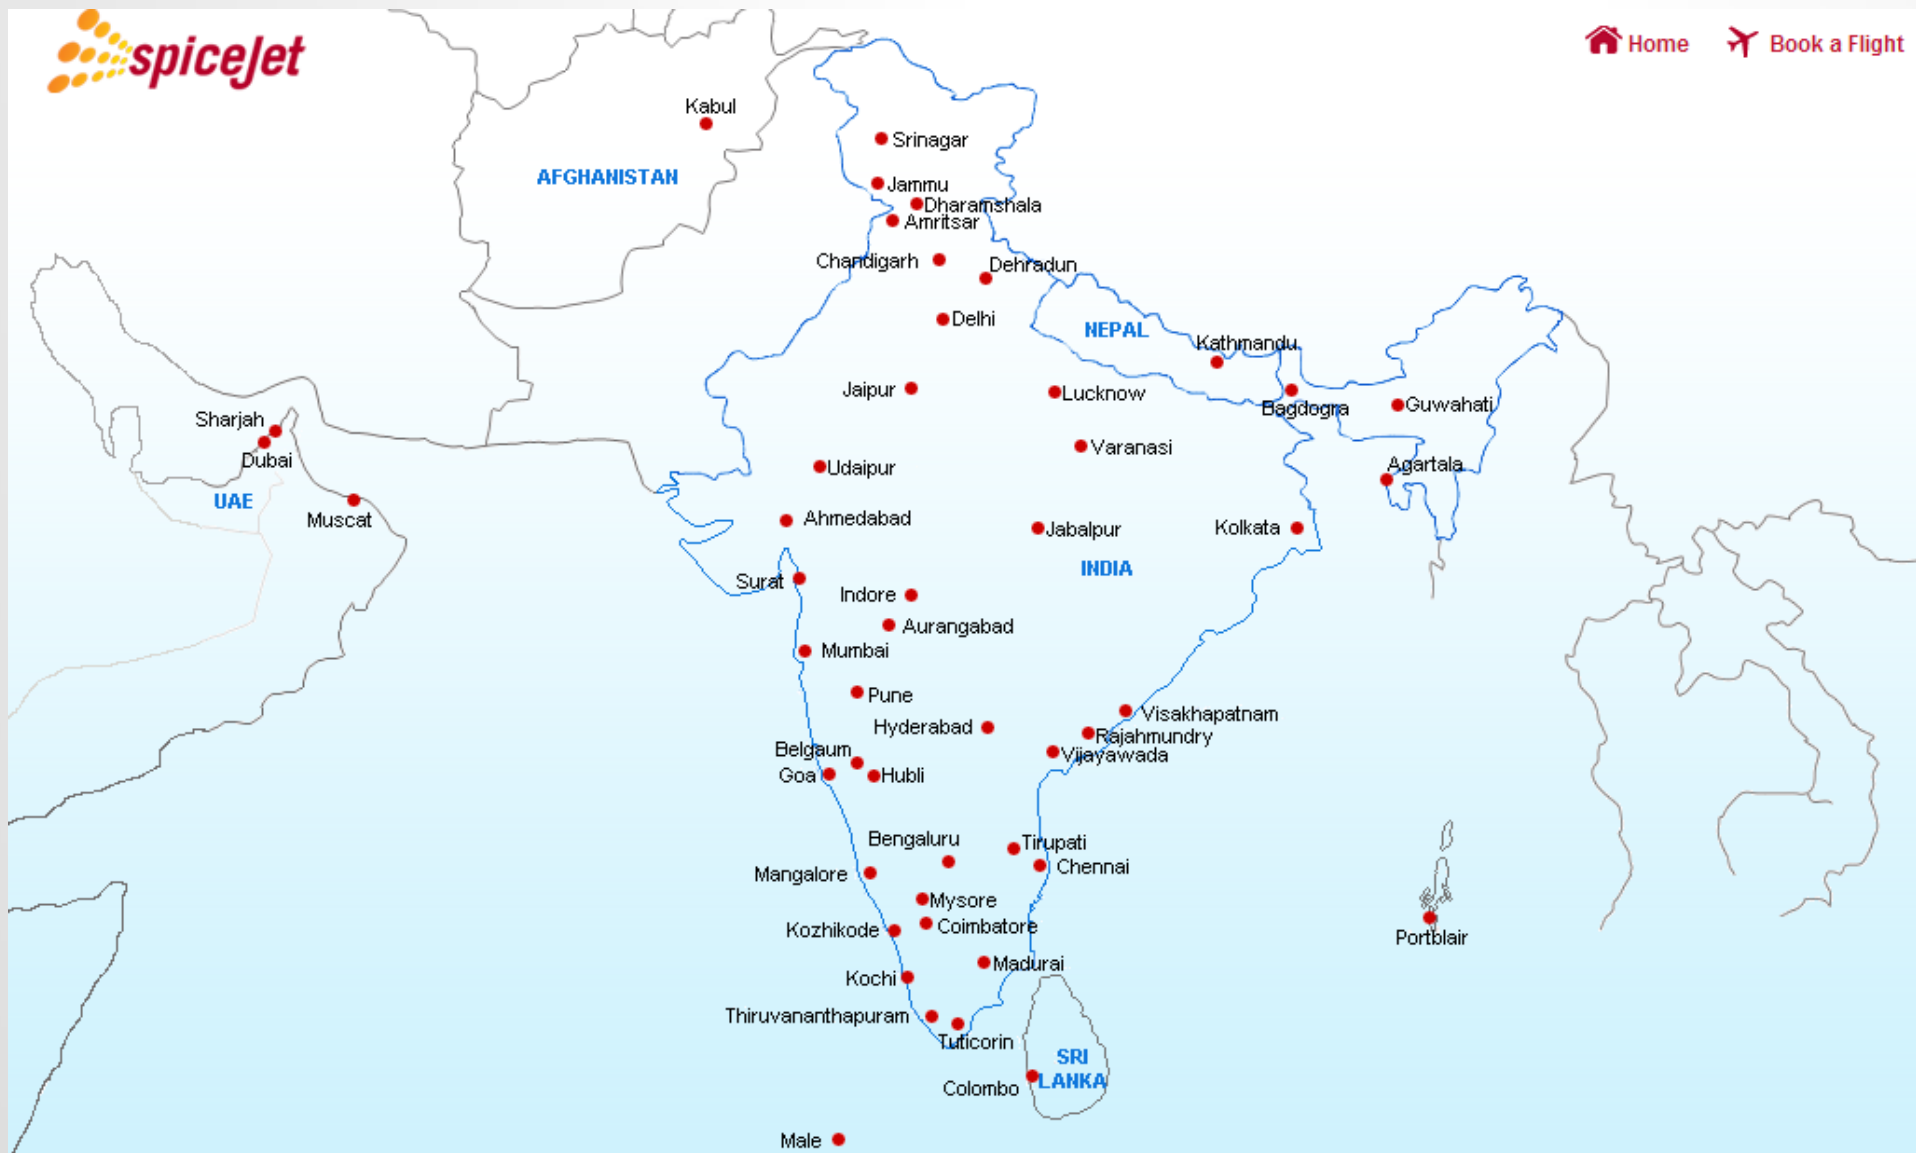 spicejet
Home
Book a Flight
Kabul
AFGHANISTAN
Srinagar
Jammu
Dharamshala
Amritsar
Chandigarh
Dehradun
Delhi
NEPAL
Kathmandu
Jaipur
Lucknow
Bagdogra
Guwahati
Sharjah
Dubai
UAE
Muscat
Varanasi
Udaipur
Agartala
Ahmedabad
Jabalpur
Kolkata
INDIA
Surat
Indore
Aurangabad
Mumbai
Pune
Hyderabad
Visakhapatnam
Rajahmundry
Vijayawada
Belgaum
Goa
Hubli
Bengaluru
Tirupati
Chennai
Mangalore
Mysore
Coimbatore
Kozhikode
Portblair
Madurai
Kochi
Thiruvananthapuram
Tuticorin
SRI
LANKA
Colombo
Male